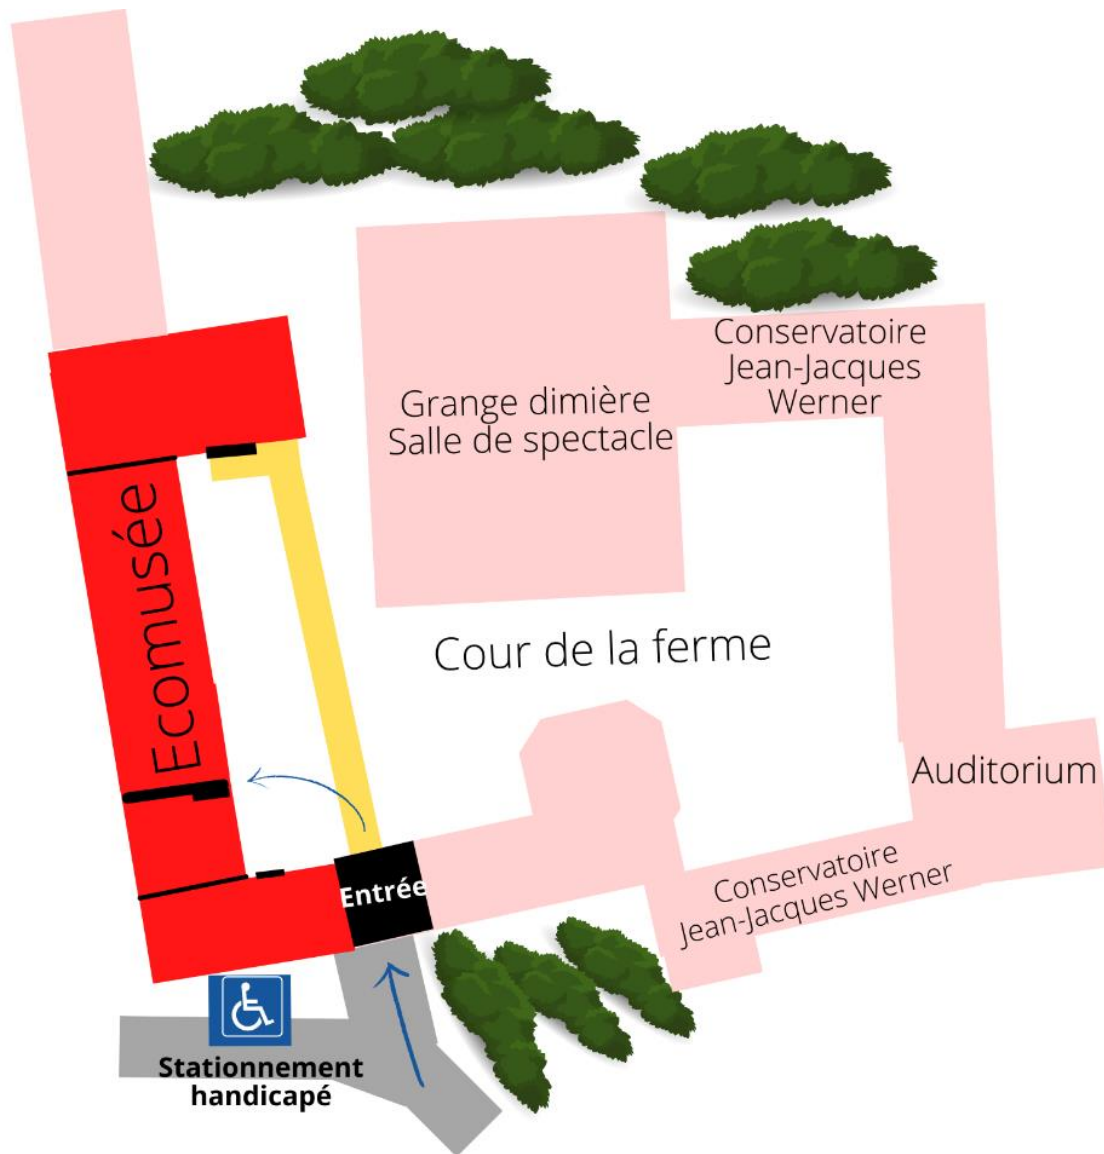 Conservatoire
Jean-Jacques
Werner
Grange dimière
Salle de spectacle
Ecomusée
Cour de la ferme
Auditorium
Entrée
Conservatoire
Jean-Jacques Werner
Stationnement
handicapé